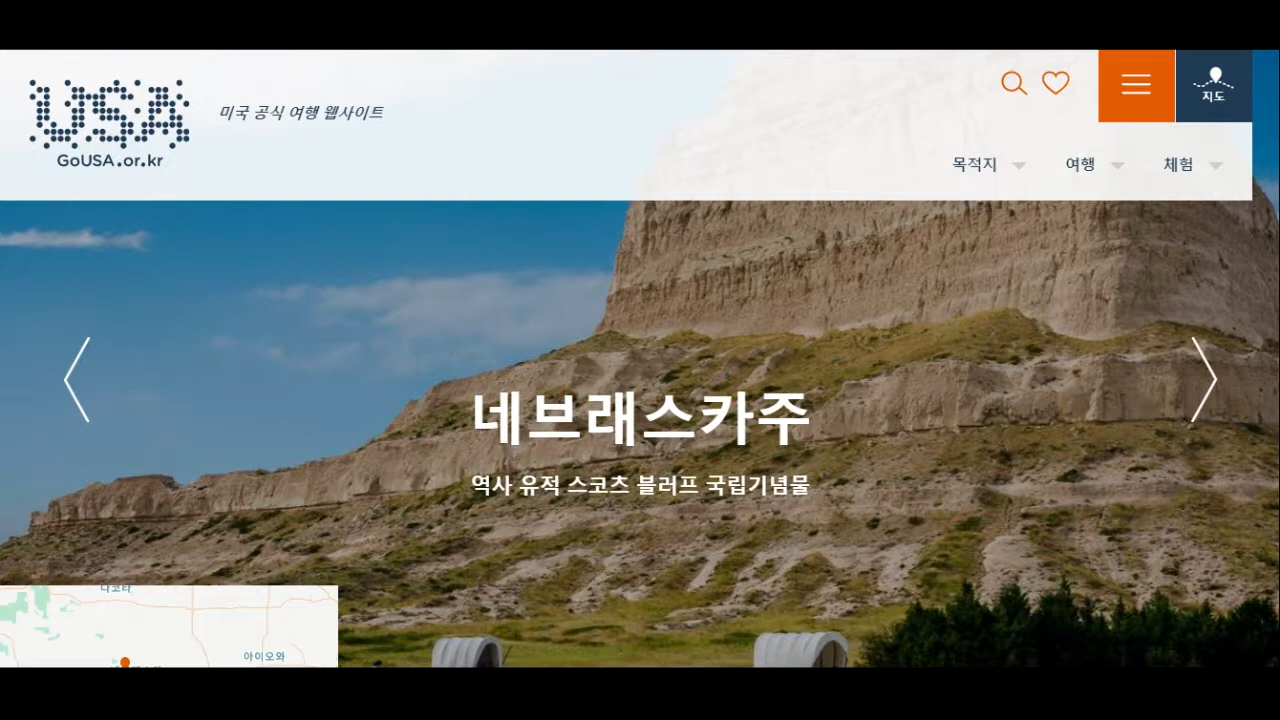 USA
GoUSA.or.kr
미국 공식 여행 웹사이트
지도
목적지
여행
체험
네브래스카주
역사 유적 스코츠 블러프 국립기념물
다코타
아이오와